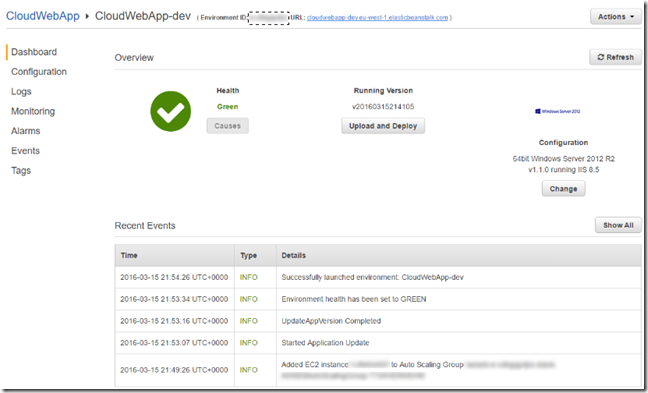 CloudWebApp ▸ CloudWebApp-dev ( Environment ID: URL: cloudwebapp-dev.eu-west-1.elasticbeanstalk.com )
Actions
Dashboard
Configuration
Logs
Monitoring
Alarms
Events
Tags
Overview
Refresh
Health
Green
Causes
Running Version
v20160315214105
Upload and Deploy
Windows Server 2012
Configuration
64bit Windows Server 2012 R2
v1.1.0 running IIS 8.5
Change
Recent Events
Show All
Time Type Details
2016-03-15 21:54:26 UTC+0000 INFO Successfully launched environment: CloudWebApp-dev
2016-03-15 21:53:34 UTC+0000 INFO Environment health has been set to GREEN
2016-03-15 21:53:16 UTC+0000 INFO UpdateAppVersion Completed
2016-03-15 21:53:07 UTC+0000 INFO Started Application Update
2016-03-15 21:49:26 UTC+0000 INFO Added EC2 instance to Auto Scaling Group